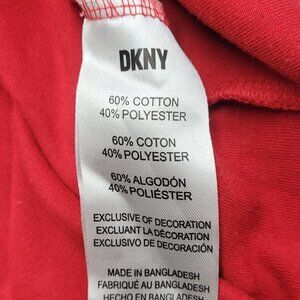 DKNY
60% COTTON
40% POLYESTER
60% COTON
40% POLYESTER
60% ALGODÓN
40% POLIÉSTER
EXCLUSIVE OF DECORATION
EXCLUANT LA DÉCORATION
EXCLUSIVO DE DECORACIÓN
MADE IN BANGLADESH
FABRIQUÉ AU BANGLADESH
HECHO EN BANGLADESH